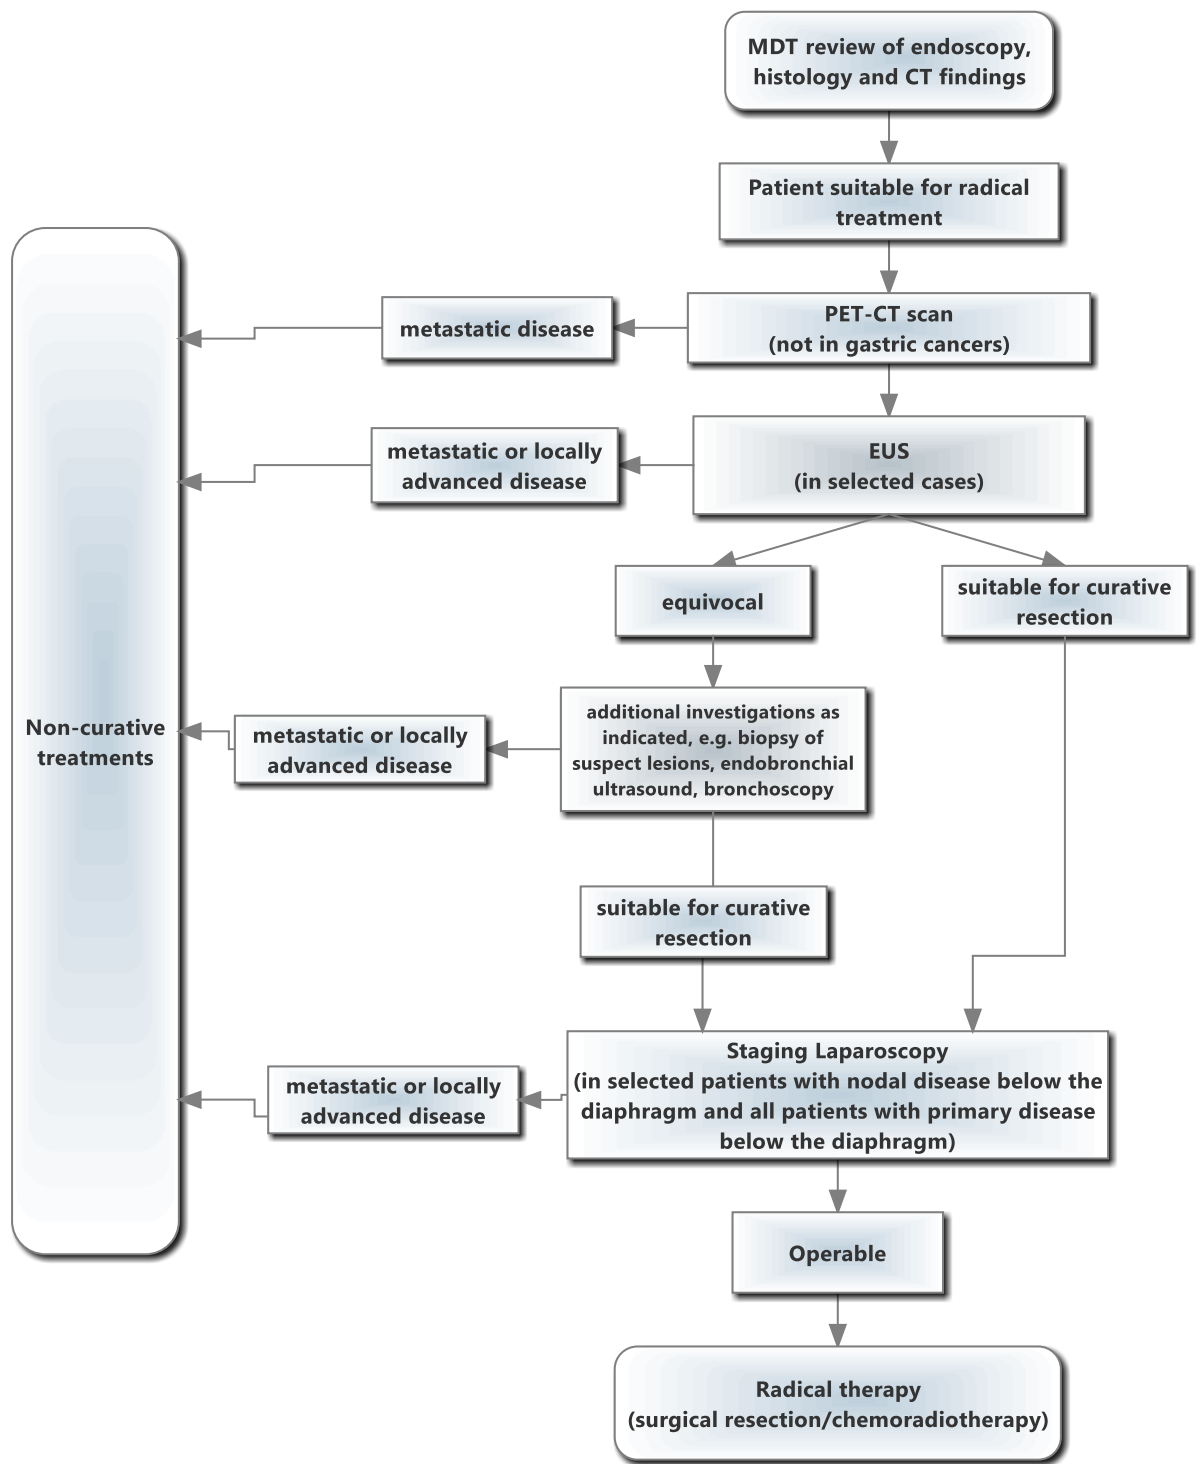 MDT review of endoscopy,
histology and CT findings
Patient suitable for radical
treatment
PET-CT scan
(not in gastric cancers)
metastatic disease
EUS
(in selected cases)
metastatic or locally
advanced disease
equivocal
suitable for curative
resection
additional investigations as
indicated, e.g. biopsy of
suspect lesions, endobronchial
ultrasound, bronchoscopy
metastatic or locally
advanced disease
Non-curative
treatments
suitable for curative
resection
Staging Laparoscopy
(in selected patients with nodal disease below the
diaphragm and all patients with primary disease
below the diaphragm)
metastatic or locally
advanced disease
Operable
Radical therapy
(surgical resection/chemoradiotherapy)